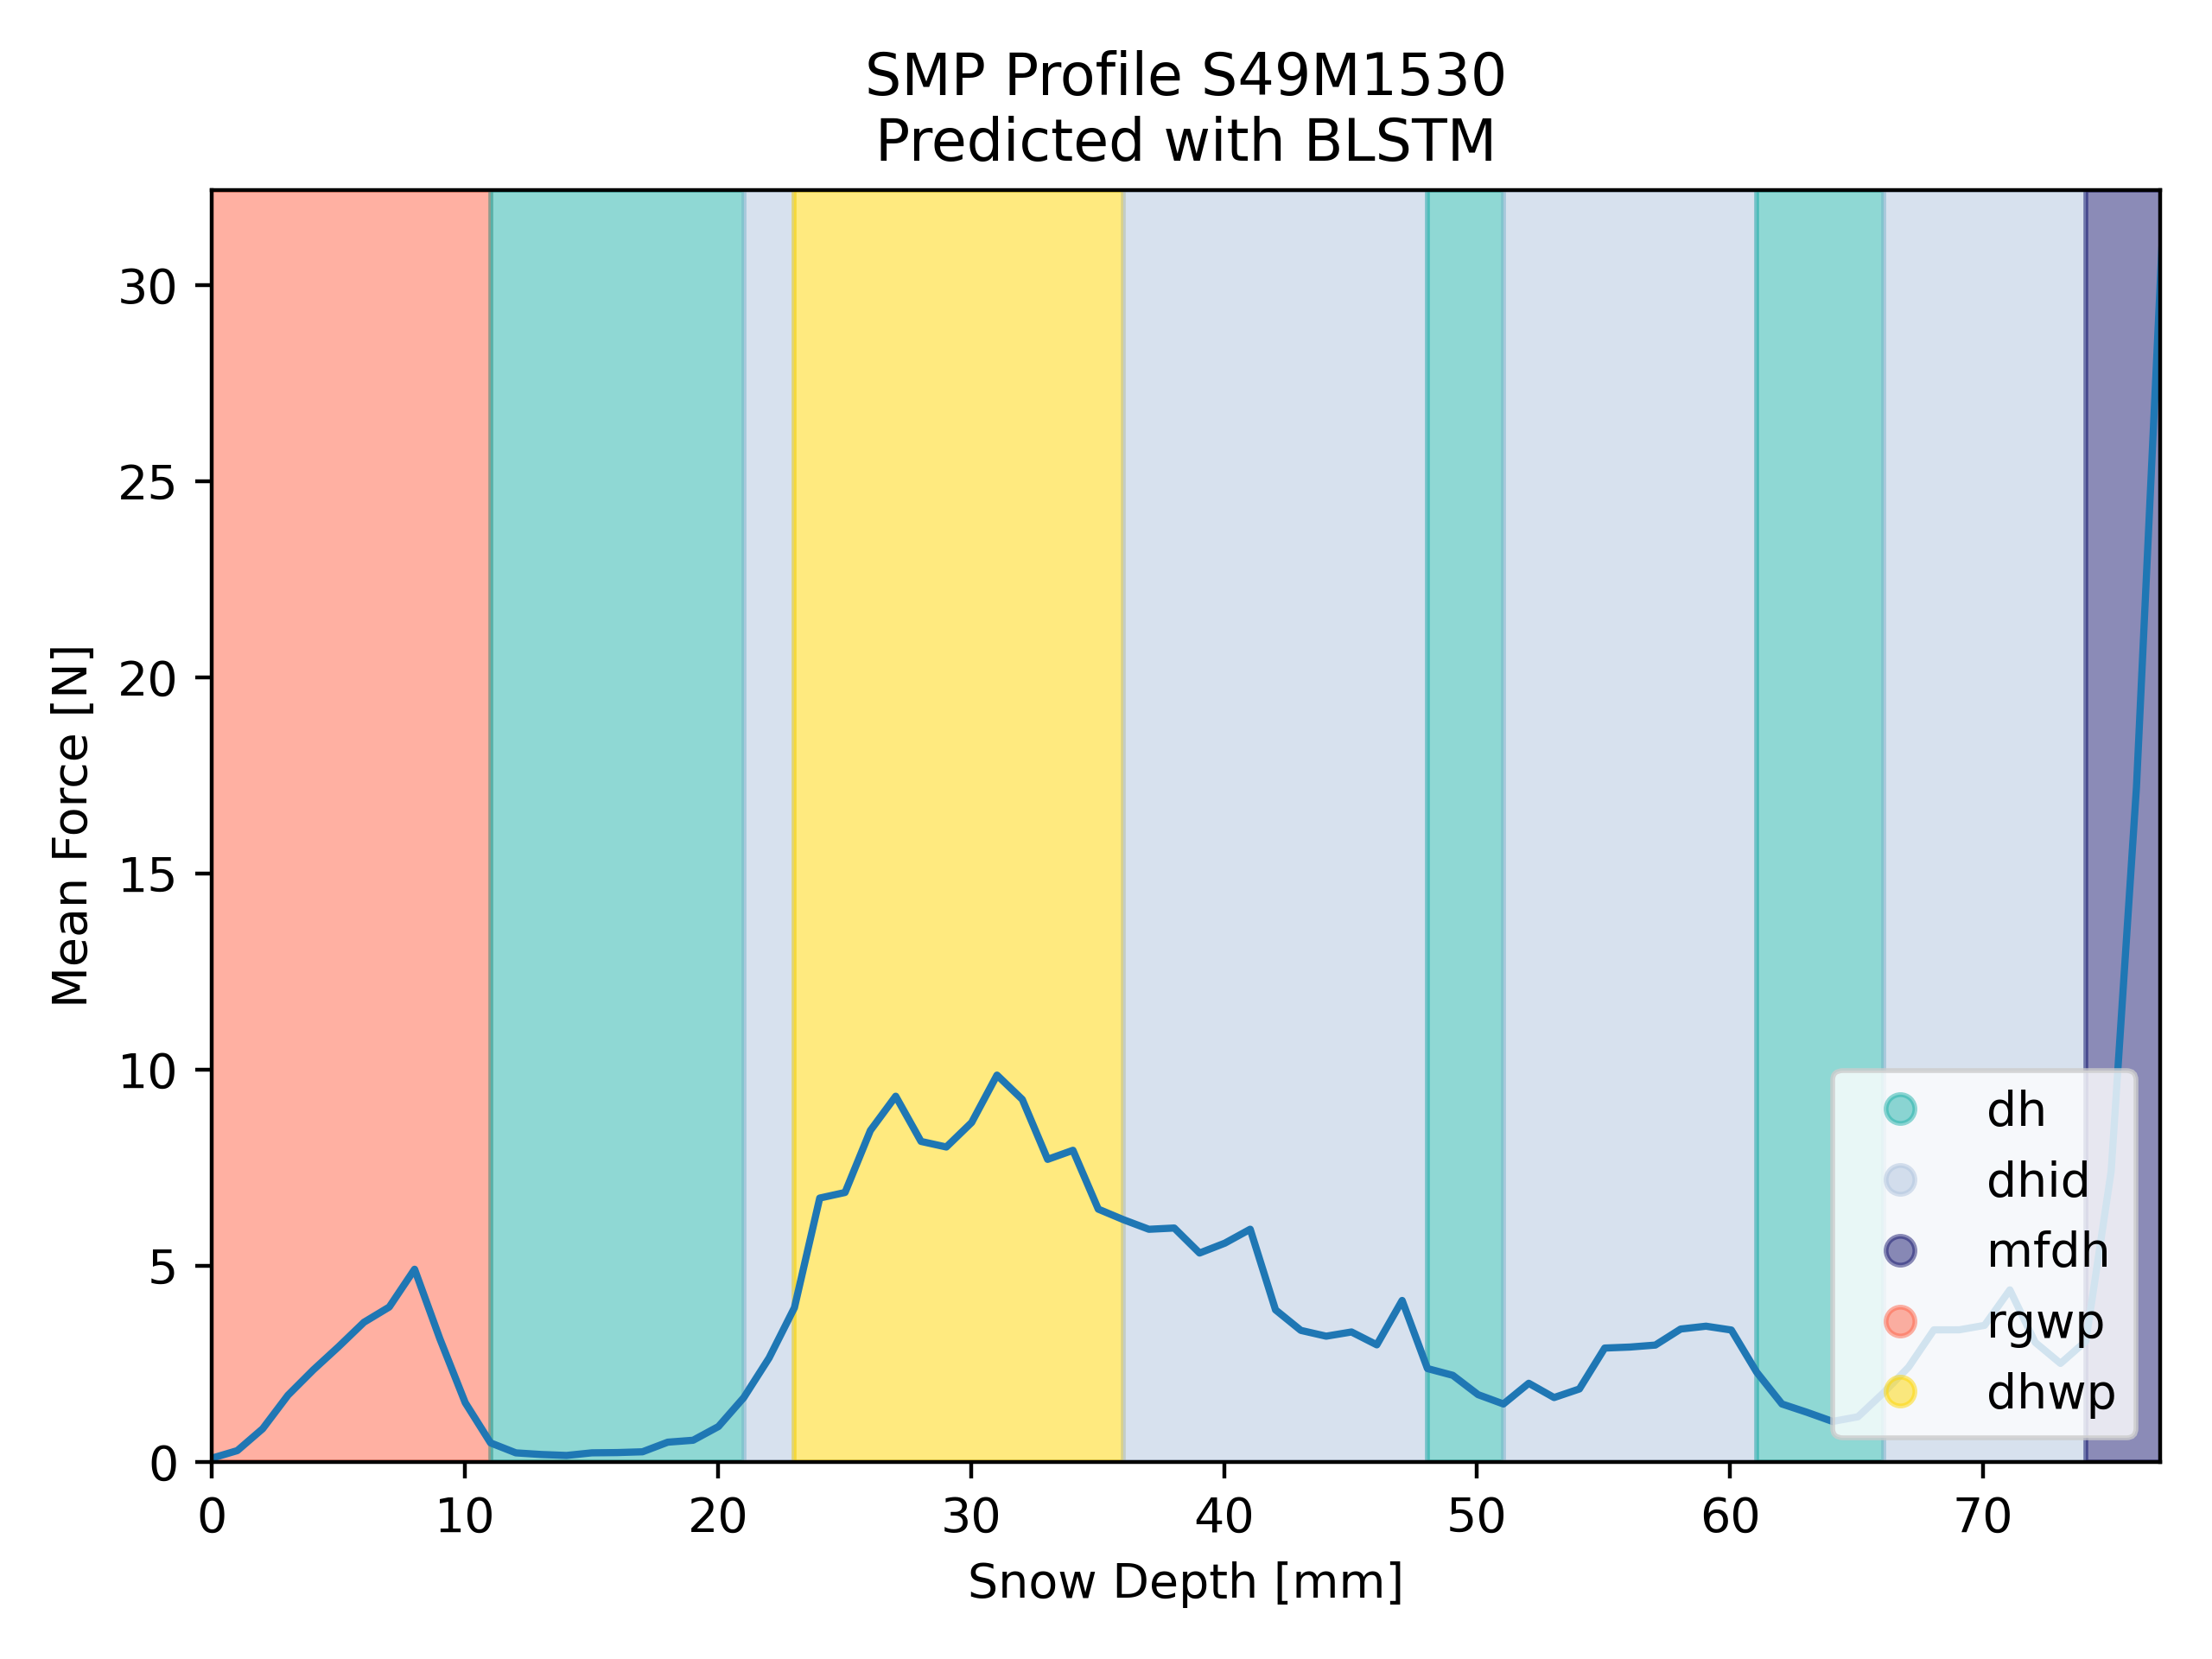 SMP Profile S49M1530
Predicted with BLSTM
30
25
20
15
10
5
0
Mean Force [N]
dh
dhid
mfdh
rgwp
dhwp
0 10 20 30 40 50 60 70
Snow Depth [mm]